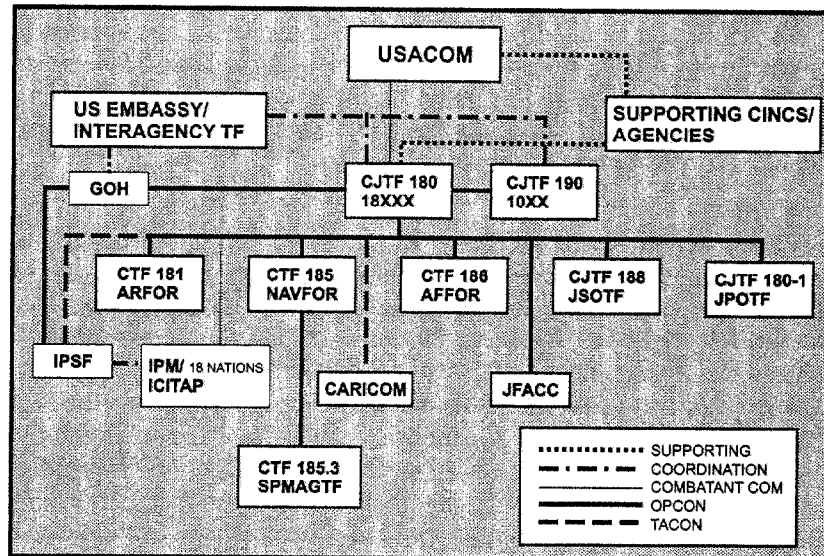 USACOM
US EMBASSY/
INTERAGENCY TF
SUPPORTING CINCS/
AGENCIES
GOH
CJTF 180
18XXX
CJTF 190
10XX
CTF 181
ARFOR
CTF 185
NAVFOR
CTF 186
AFFOR
CJTF 188
JSOTF
CJTF 180-1
JPOTF
IPSF
IPM/ 18 NATIONS
ICITAP
CARICOM
JFACC
CTF 185.3
SPMAGTF
SUPPORTING
COORDINATION
COMBATANT COM
OPCON
TACON